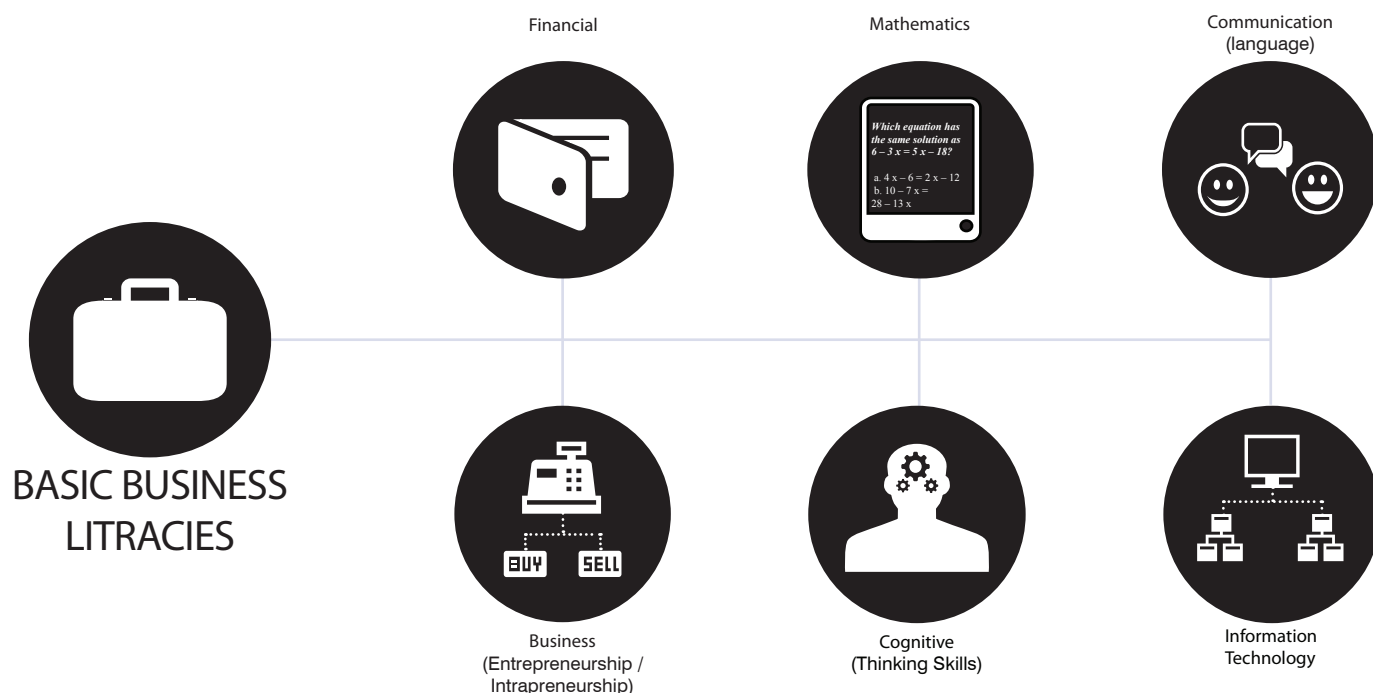 Financial
Mathematics
Communication
(language)
Which equation has
the same solution as
6 – 3 x = 5 x – 18?
a. 4 x – 6 = 2 x – 12
b. 10 – 7 x =
28 – 13 x
BASIC BUSINESS
LITRACIES
BUY
SELL
Business
(Entrepreneurship /
Intrapreneurship)
Cognitive
(Thinking Skills)
Information
Technology